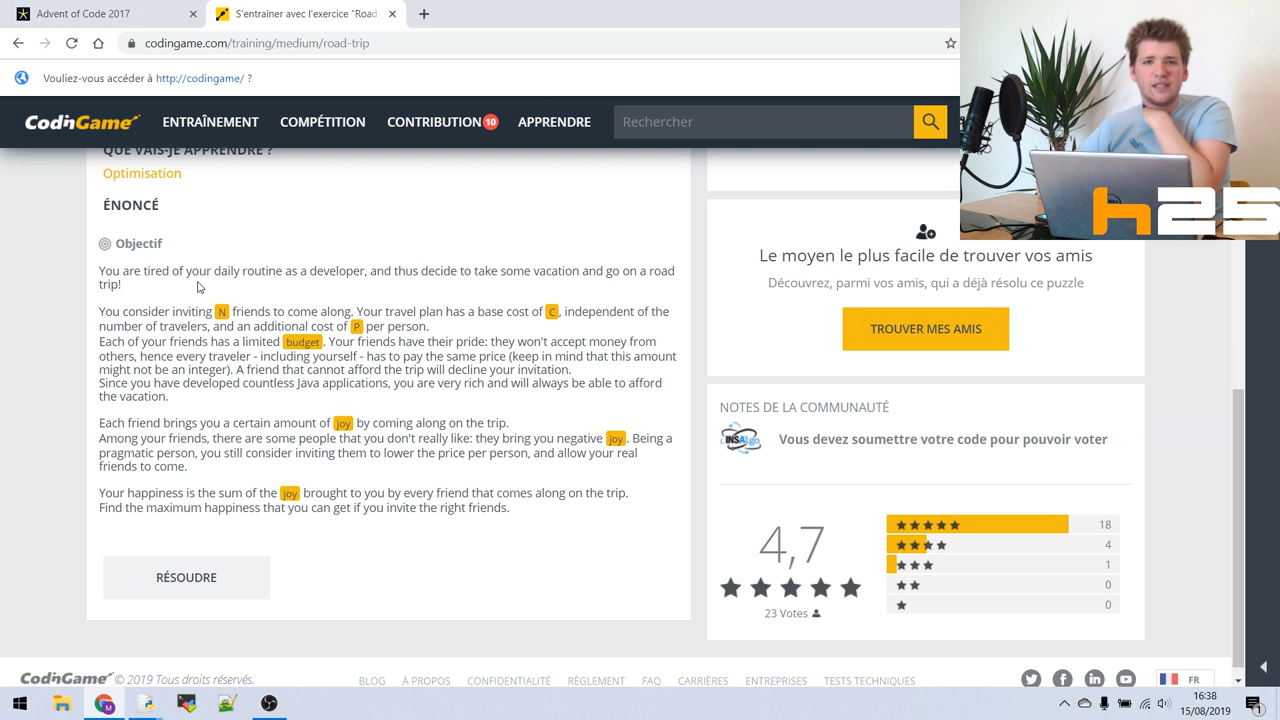 Advent of Code 2017
S'entraîner avec l'exercice "Road
codingame.com/training/medium/road-trip
Vouliez-vous accéder à http://codingame/ ?
CODINGAME
ENTRAÎNEMENT
COMPÉTITION
CONTRIBUTION 10
APPRENDRE
Rechercher
QUE VAIS-JE APPRENDRE ?
Optimisation
ÉNONCÉ
Objectif
You are tired of your daily routine as a developer, and thus decide to take some vacation and go on a road
trip!
You consider inviting N friends to come along. Your travel plan has a base cost of C, independent of the
number of travelers, and an additional cost of P per person.
Each of your friends has a limited budget. Your friends have their pride: they won't accept money from
others, hence every traveler - including yourself - has to pay the same price (keep in mind that this amount
might not be an integer). A friend that cannot afford the trip will decline your invitation.
Since you have developed countless Java applications, you are very rich and will always be able to afford
the vacation.
Each friend brings you a certain amount of joy by coming along on the trip.
Among your friends, there are some people that you don't really like: they bring you negative joy. Being a
pragmatic person, you still consider inviting them to lower the price per person, and allow your real
friends to come.
Your happiness is the sum of the joy brought to you by every friend that comes along on the trip.
Find the maximum happiness that you can get if you invite the right friends.
RÉSOUDRE
Le moyen le plus facile de trouver vos amis
Découvrez, parmi vos amis, qui a déjà résolu ce puzzle
TROUVER MES AMIS
NOTES DE LA COMMUNAUTÉ
INSAlgo
Vous devez soumettre votre code pour pouvoir voter
4,7
23 Votes
18
4
1
0
0
h25
CODINGAME © 2019 Tous droits réservés.
BLOG
À PROPOS
CONFIDENTIALITÉ
RÈGLEMENT
FAQ
CARRIÈRES
ENTREPRISES
TESTS TECHNIQUES
FR
16:38
15/08/2019
1